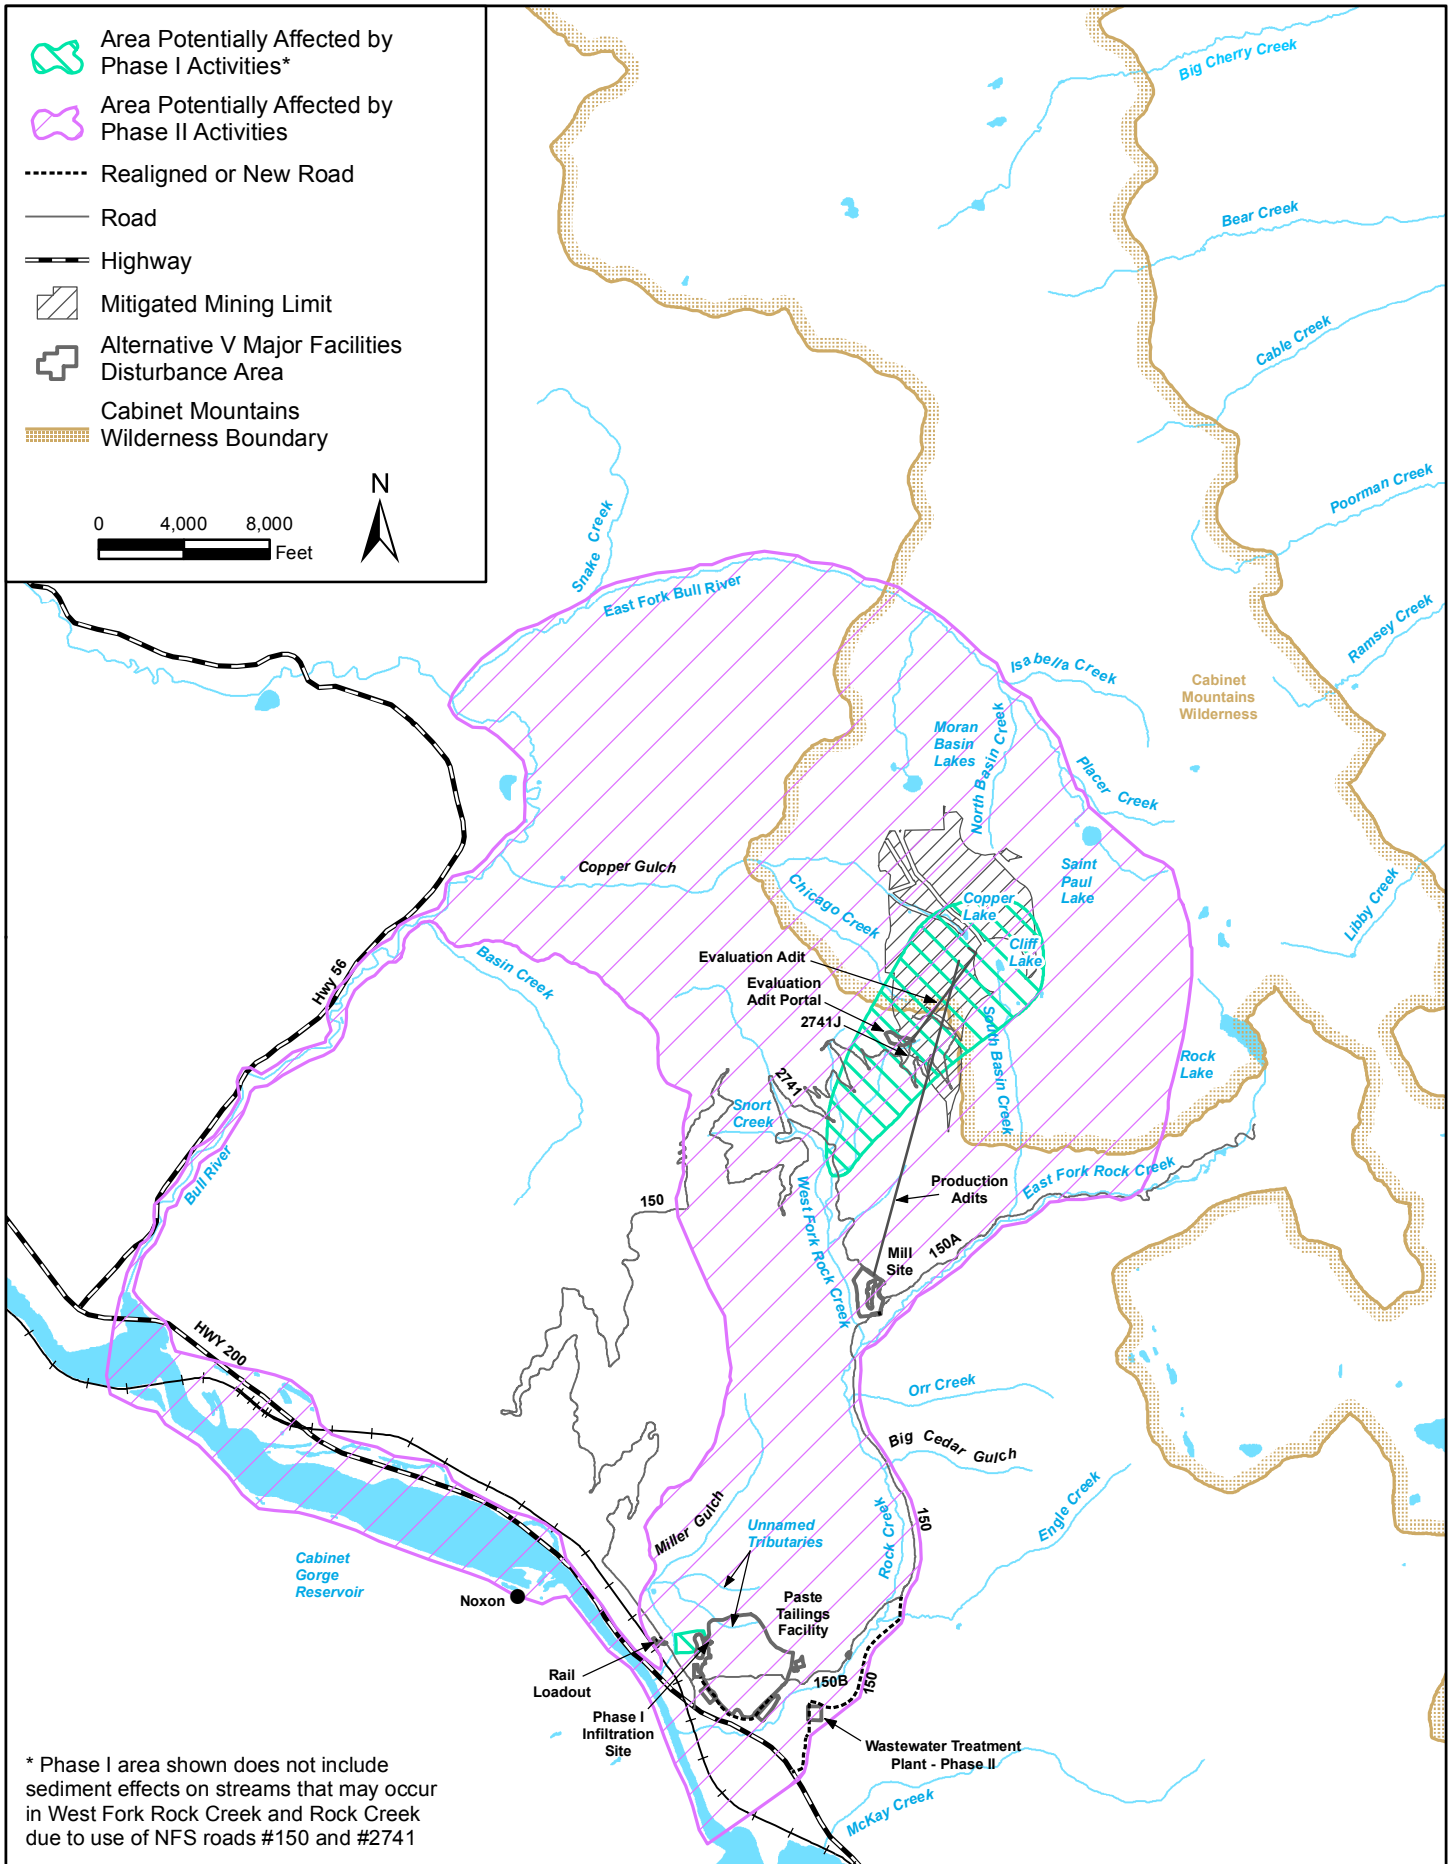 Area Potentially Affected by
Phase I Activities*
Area Potentially Affected by
Phase II Activities
Realigned or New Road
Road
Highway
Mitigated Mining Limit
Alternative V Major Facilities
Disturbance Area
Cabinet Mountains
Wilderness Boundary
N
0 4,000 8,000
Feet
Big Cherry Creek
Bear Creek
Cable Creek
Poorman Creek
Ramsey Creek
Libby Creek
Snake Creek
East Fork Bull River
Isabella Creek
Cabinet
Mountains
Wilderness
Moran
Basin
Lakes
North Basin Creek
Placer Creek
Copper Gulch
Chicago Creek
Saint
Paul
Lake
Copper
Lake
Cliff
Lake
Evaluation Adit
Evaluation
Adit Portal
2741J
Basin Creek
Hwy 56
2741
Snort
Creek
South Basin Creek
Rock
Lake
Bull River
150
West Fork Rock Creek
Production
Adits
East Fork Rock Creek
150A
Mill
Site
HWY 200
Orr Creek
Big Cedar Gulch
Engle Creek
Rock Creek
150
Miller Gulch
Unnamed
Tributaries
Cabinet
Gorge
Reservoir
Noxon
Paste
Tailings
Facility
Rail
Loadout
150B
150
Phase I
Infiltration
Site
Wastewater Treatment
Plant - Phase II
McKay Creek
* Phase I area shown does not include
sediment effects on streams that may occur
in West Fork Rock Creek and Rock Creek
due to use of NFS roads #150 and #2741